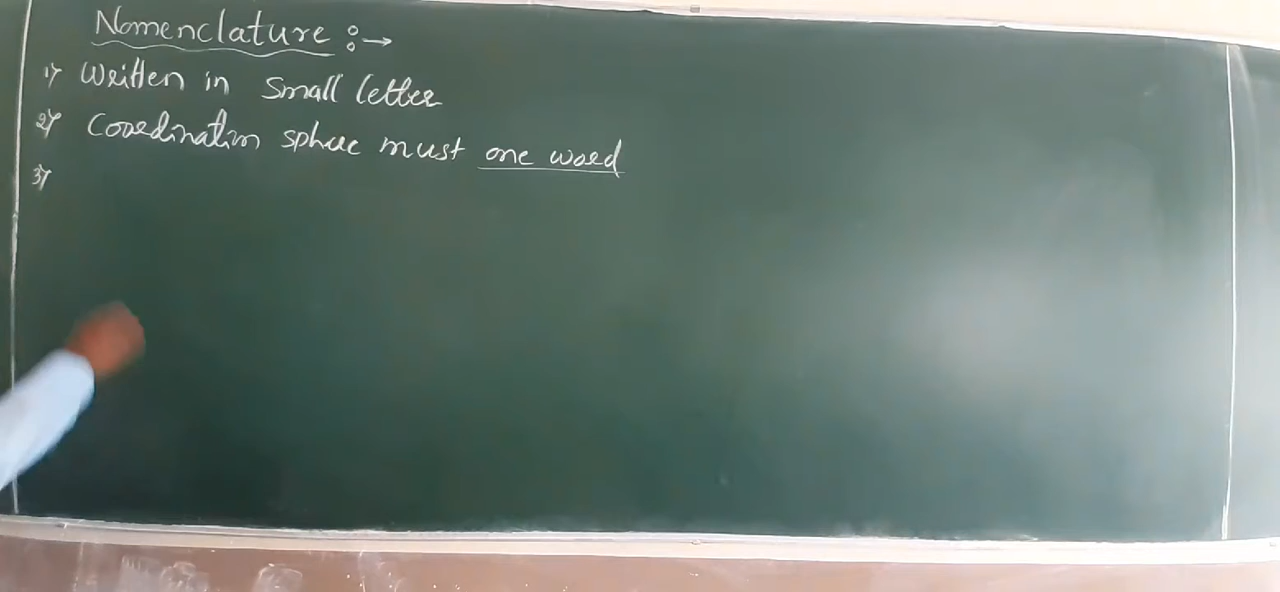 Nomenclature :→
1) Written in small letter
2) Coordination sphere must one word
3)